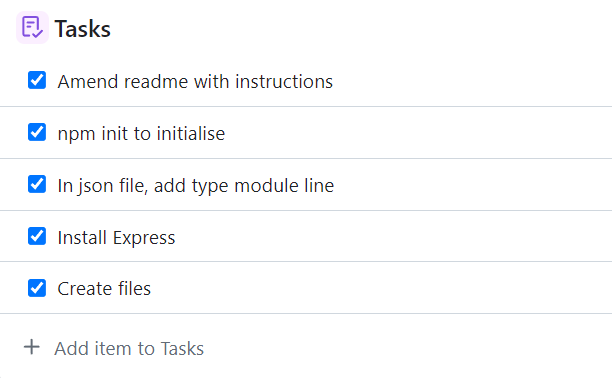 Tasks
Amend readme with instructions
npm init to initialise
In json file, add type module line
Install Express
Create files
Add item to Tasks